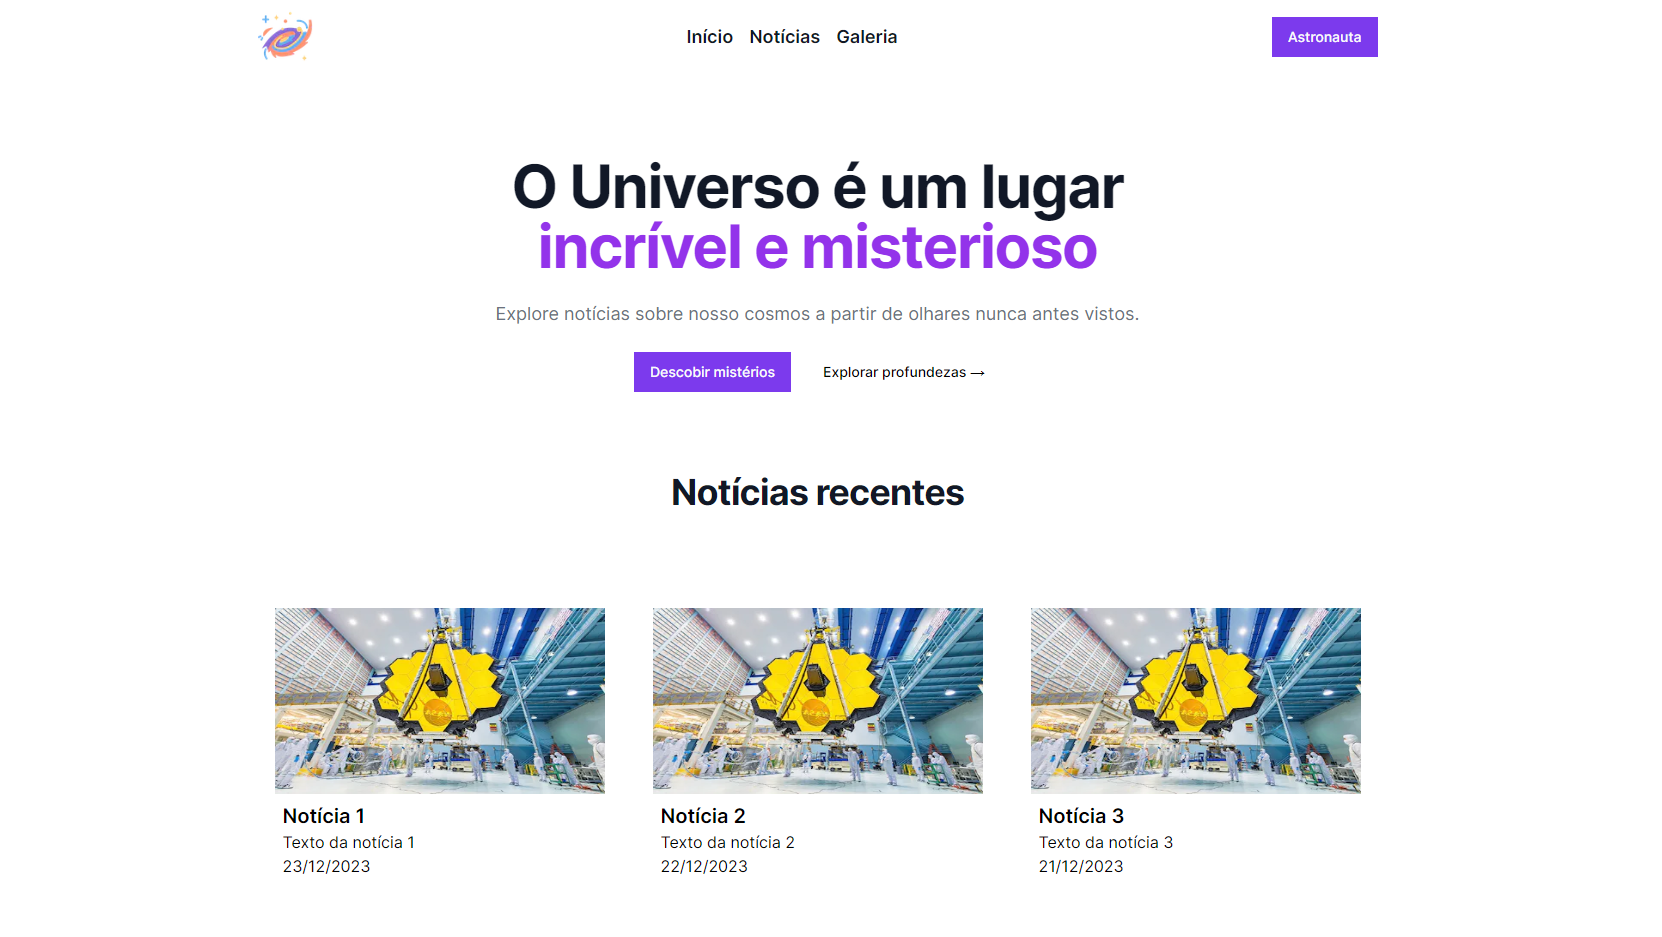 Início Notícias Galeria Astronauta
O Universo é um lugar
incrível e misterioso
Explore notícias sobre nosso cosmos a partir de olhares nunca antes vistos.
Descobir mistérios Explorar profundezas →
Notícias recentes
Notícia 1
Texto da notícia 1
23/12/2023
Notícia 2
Texto da notícia 2
22/12/2023
Notícia 3
Texto da notícia 3
21/12/2023